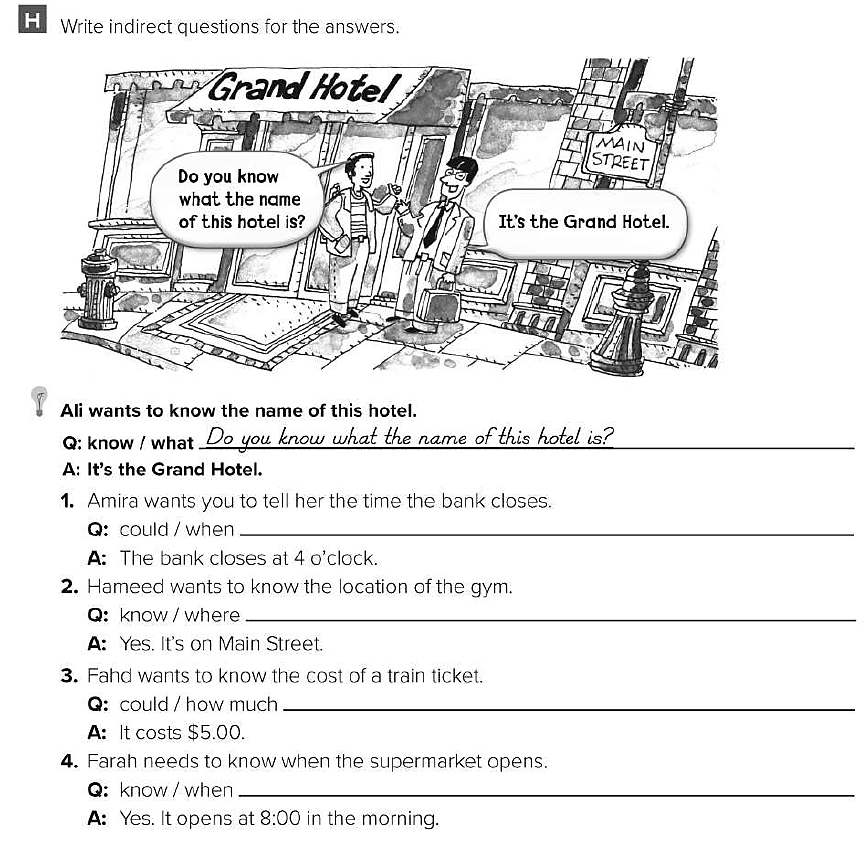 H Write indirect questions for the answers.
Grand Hotel
MAIN
STREET
Do you know
what the name
of this hotel is?
It's the Grand Hotel.
Ali wants to know the name of this hotel.
Q: know / what Do you know what the name of this hotel is?
A: It's the Grand Hotel.
1. Amira wants you to tell her the time the bank closes.
Q: could / when
A: The bank closes at 4 o'clock.
2. Hameed wants to know the location of the gym.
Q: know / where
A: Yes. It's on Main Street.
3. Fahd wants to know the cost of a train ticket.
Q: could / how much
A: It costs $5.00.
4. Farah needs to know when the supermarket opens.
Q: know / when
A: Yes. It opens at 8:00 in the morning.